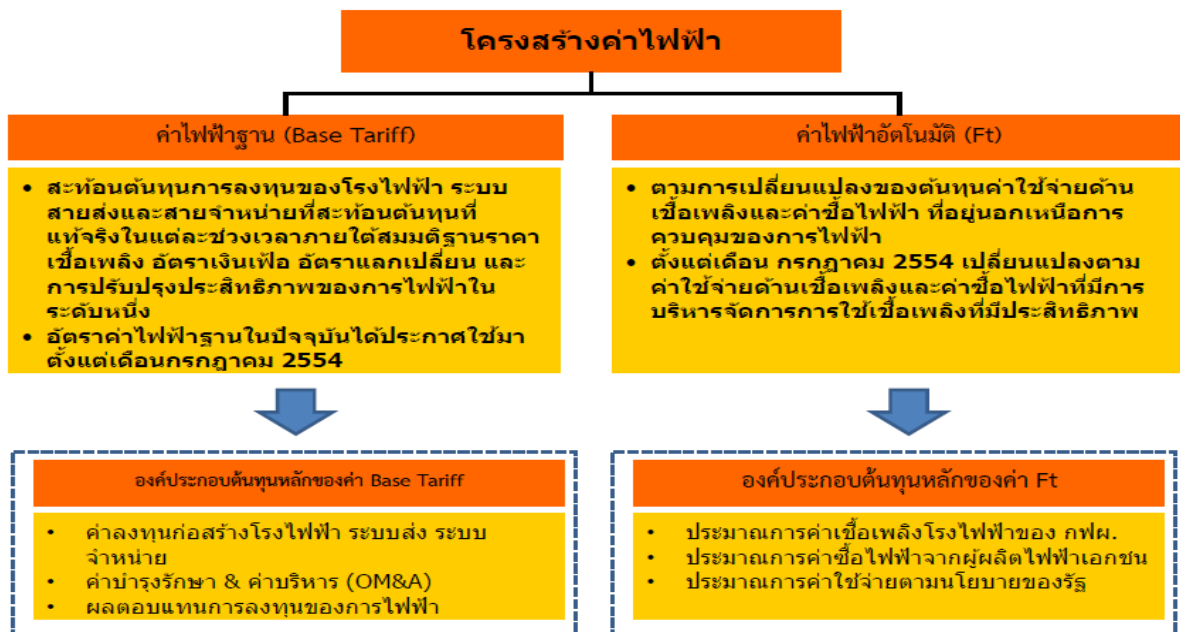 โครงสร้างค่าไฟฟ้า
ค่าไฟฟ้าฐาน (Base Tariff)
• สะท้อนต้นทุนการลงทุนของโรงไฟฟ้า ระบบ
สายส่งและสายจำหน่ายที่สะท้อนต้นทุนที่
แท้จริงในแต่ละช่วงเวลาภายใต้สมมติฐานราคา
เชื้อเพลิง อัตราเงินเฟ้อ อัตราแลกเปลี่ยน และ
การปรับปรุงประสิทธิภาพของการไฟฟ้าใน
ระดับหนึ่ง
• อัตราค่าไฟฟ้าฐานในปัจจุบันได้ประกาศใช้มา
ตั้งแต่เดือนกรกฎาคม 2554
องค์ประกอบต้นทุนหลักของค่า Base Tariff
• ค่าลงทุนก่อสร้างโรงไฟฟ้า ระบบส่ง ระบบ
จำหน่าย
• ค่าบำรุงรักษา & ค่าบริหาร (OM&A)
• ผลตอบแทนการลงทุนของการไฟฟ้า
ค่าไฟฟ้าอัตโนมัติ (Ft)
• ตามการเปลี่ยนแปลงของต้นทุนค่าใช้จ่ายด้าน
เชื้อเพลิงและค่าซื้อไฟฟ้า ที่อยู่นอกเหนือการ
ควบคุมของการไฟฟ้า
• ตั้งแต่เดือน กรกฎาคม 2554 เปลี่ยนแปลงตาม
ค่าใช้จ่ายด้านเชื้อเพลิงและค่าซื้อไฟฟ้าที่มีการ
บริหารจัดการการใช้เชื้อเพลิงที่มีประสิทธิภาพ
องค์ประกอบต้นทุนหลักของค่า Ft
• ประมาณการค่าเชื้อเพลิงโรงไฟฟ้าของ กฟผ.
• ประมาณการค่าซื้อไฟฟ้าจากผู้ผลิตไฟฟ้าเอกชน
• ประมาณการค่าใช้จ่ายตามนโยบายของรัฐ